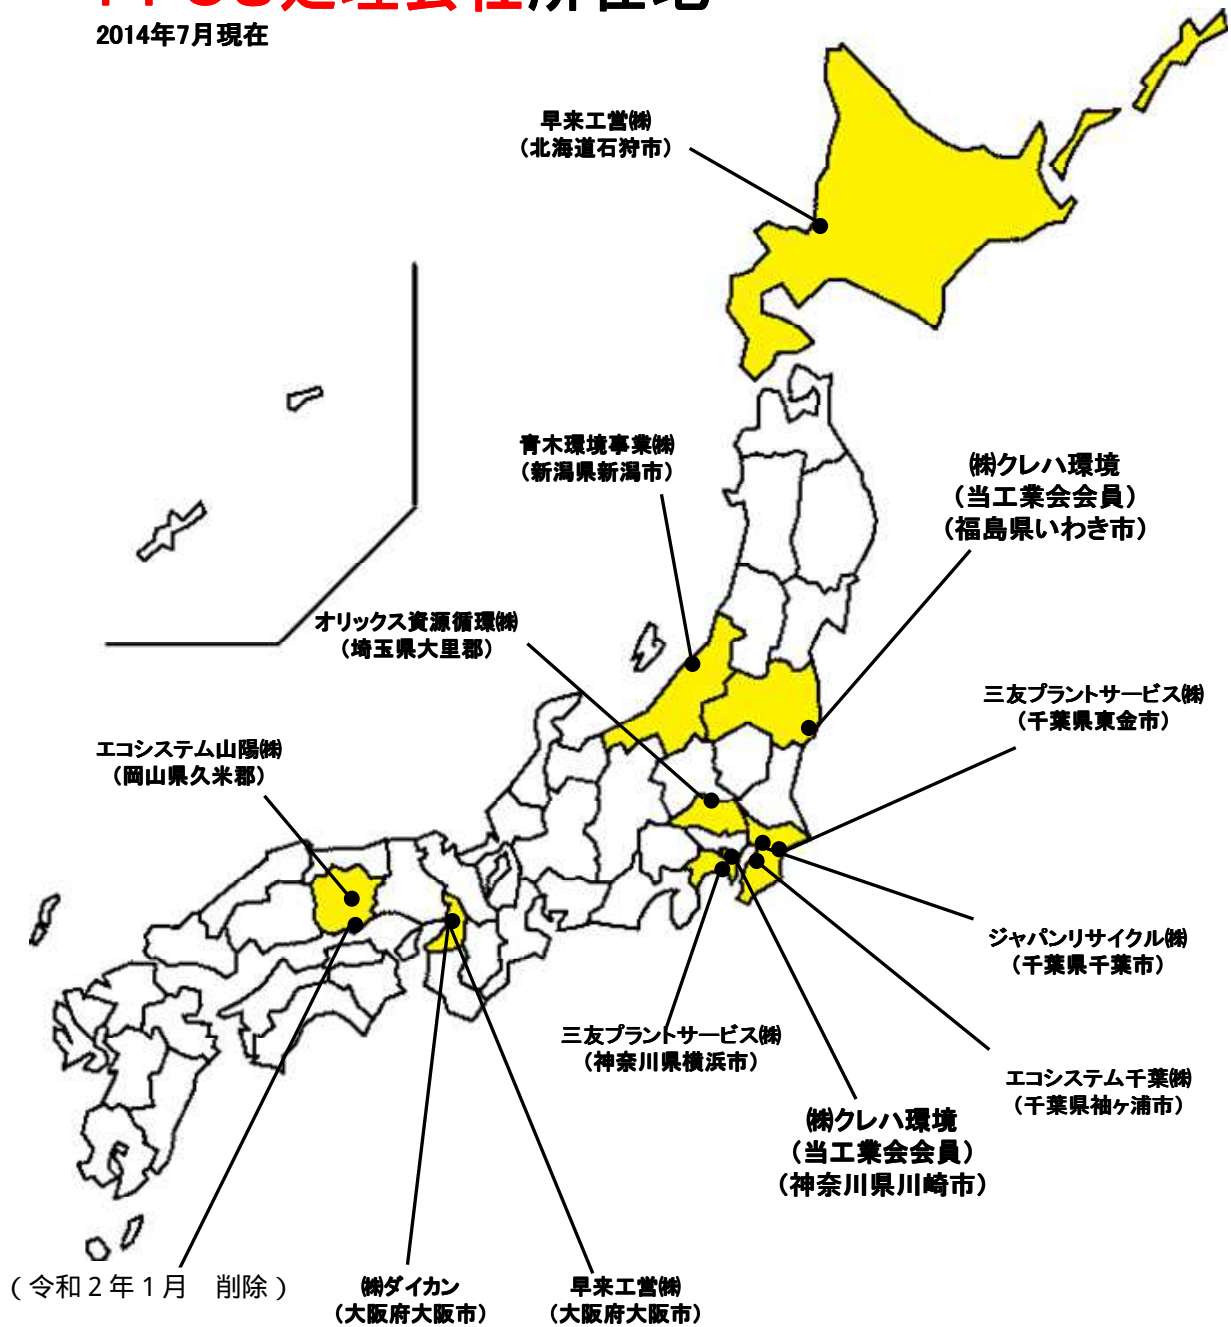 2014年7月現在
早来工営㈱
（北海道石狩市）
青木環境事業㈱
（新潟県新潟市）
㈱クレハ環境
（当工業会会員）
（福島県いわき市）
オリックス資源循環㈱
（埼玉県大里郡）
三友プラントサービス㈱
（千葉県東金市）
エコシステム山陽㈱
（岡山県久米郡）
ジャパンリサイクル㈱
（千葉県千葉市）
三友プラントサービス㈱
（神奈川県横浜市）
エコシステム千葉㈱
（千葉県袖ヶ浦市）
㈱クレハ環境
（当工業会会員）
（神奈川県川崎市）
（令和２年１月　削除）
㈱ダイカン
（大阪府大阪市）
早来工営㈱
（大阪府大阪市）